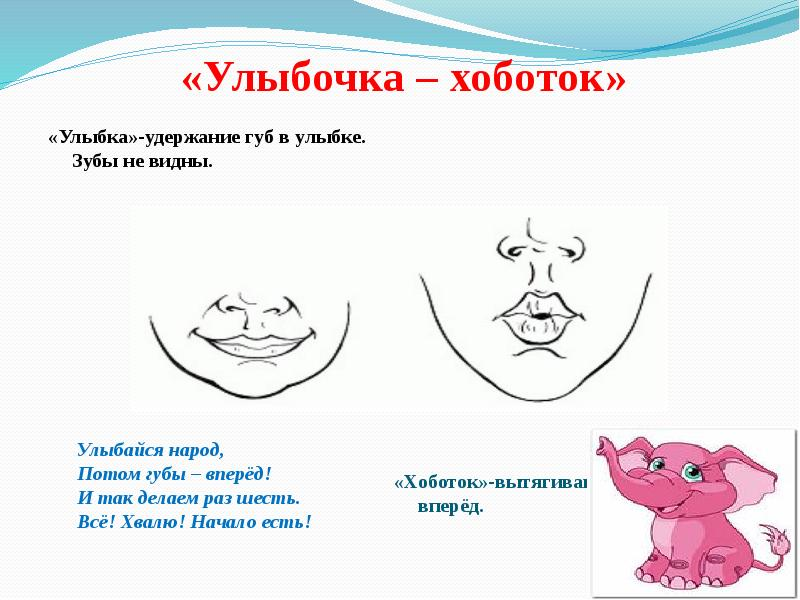 «Улыбочка – хоботок»
«Улыбка»-удержание губ в улыбке.
Зубы не видны.
Улыбайся народ,
Потом губы – вперёд!
И так делаем раз шесть.
Всё! Хвалю! Начало есть!
«Хоботок»-вытягиван
вперёд.